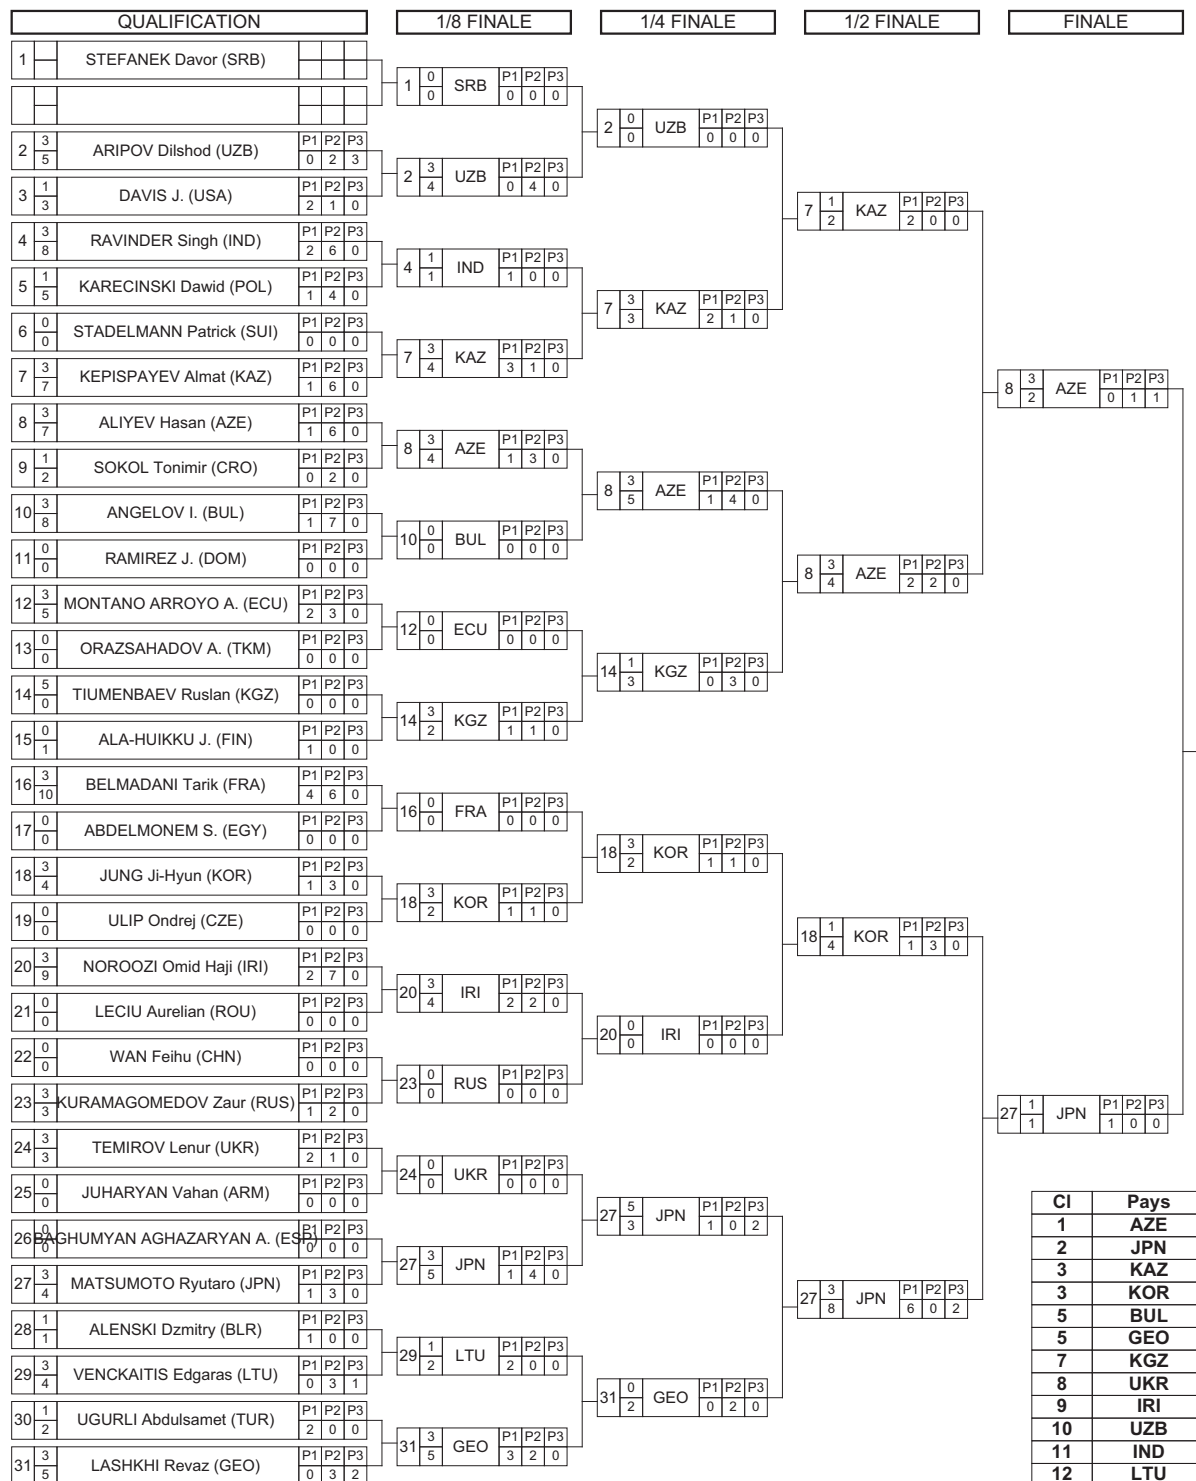 QUALIFICATION 1/8 FINALE 1/4 FINALE 1/2 FINALE FINALE
1 STEFANEK Davor (SRB)
2 3 5 ARIPOV Dilshod (UZB) P1 P2 P3 0 2 3
3 1 3 DAVIS J. (USA) P1 P2 P3 2 1 0
4 3 8 RAVINDER Singh (IND) P1 P2 P3 2 6 0
5 1 5 KARECINSKI Dawid (POL) P1 P2 P3 1 4 0
6 0 0 STADELMANN Patrick (SUI) P1 P2 P3 0 0 0
7 3 7 KEPISPAYEV Almat (KAZ) P1 P2 P3 1 6 0
8 3 7 ALIYEV Hasan (AZE) P1 P2 P3 1 6 0
9 1 2 SOKOL Tonimir (CRO) P1 P2 P3 0 2 0
10 3 8 ANGELOV I. (BUL) P1 P2 P3 1 7 0
11 0 0 RAMIREZ J. (DOM) P1 P2 P3 0 0 0
12 3 5 MONTANO ARROYO A. (ECU) P1 P2 P3 2 3 0
13 0 0 ORAZSAHADOV A. (TKM) P1 P2 P3 0 0 0
14 5 0 TIUMENBAEV Ruslan (KGZ) P1 P2 P3 0 0 0
15 0 1 ALA-HUIKKU J. (FIN) P1 P2 P3 1 0 0
16 3 10 BELMADANI Tarik (FRA) P1 P2 P3 4 6 0
17 0 0 ABDELMONEM S. (EGY) P1 P2 P3 0 0 0
18 3 4 JUNG Ji-Hyun (KOR) P1 P2 P3 1 3 0
19 0 0 ULIP Ondrej (CZE) P1 P2 P3 0 0 0
20 3 9 NOROOZI Omid Haji (IRI) P1 P2 P3 2 7 0
21 0 0 LECIU Aurelian (ROU) P1 P2 P3 0 0 0
22 0 0 WAN Feihu (CHN) P1 P2 P3 0 0 0
23 3 3 KURAMAGOMEDOV Zaur (RUS) P1 P2 P3 1 2 0
24 3 3 TEMIROV Lenur (UKR) P1 P2 P3 2 1 0
25 0 0 JUHARYAN Vahan (ARM) P1 P2 P3 0 0 0
26 0 0 BAGHUMYAN AGHAZARYAN A. (ESP) P1 P2 P3 0 0 0
27 3 4 MATSUMOTO Ryutaro (JPN) P1 P2 P3 1 3 0
28 1 1 ALENSKI Dzmitry (BLR) P1 P2 P3 1 0 0
29 3 4 VENCKAITIS Edgaras (LTU) P1 P2 P3 0 3 1
30 1 2 UGURLI Abdulsamet (TUR) P1 P2 P3 2 0 0
31 3 5 LASHKHI Revaz (GEO) P1 P2 P3 0 3 2
1 0 0 SRB P1 P2 P3 0 0 0
2 3 4 UZB P1 P2 P3 0 4 0
4 1 1 IND P1 P2 P3 1 0 0
7 3 4 KAZ P1 P2 P3 3 1 0
8 3 4 AZE P1 P2 P3 1 3 0
10 0 0 BUL P1 P2 P3 0 0 0
12 0 0 ECU P1 P2 P3 0 0 0
14 3 2 KGZ P1 P2 P3 1 1 0
16 0 0 FRA P1 P2 P3 0 0 0
18 3 2 KOR P1 P2 P3 1 1 0
20 3 4 IRI P1 P2 P3 2 2 0
23 0 0 RUS P1 P2 P3 0 0 0
24 0 0 UKR P1 P2 P3 0 0 0
27 3 5 JPN P1 P2 P3 1 4 0
29 1 2 LTU P1 P2 P3 2 0 0
31 3 5 GEO P1 P2 P3 3 2 0
2 0 0 UZB P1 P2 P3 0 0 0
7 3 3 KAZ P1 P2 P3 2 1 0
8 3 5 AZE P1 P2 P3 1 4 0
14 1 3 KGZ P1 P2 P3 0 3 0
18 3 2 KOR P1 P2 P3 1 1 0
20 0 0 IRI P1 P2 P3 0 0 0
27 5 3 JPN P1 P2 P3 1 0 2
31 0 2 GEO P1 P2 P3 0 2 0
7 1 2 KAZ P1 P2 P3 2 0 0
8 3 4 AZE P1 P2 P3 2 2 0
18 1 4 KOR P1 P2 P3 1 3 0
27 3 8 JPN P1 P2 P3 6 0 2
8 3 2 AZE P1 P2 P3 0 1 1
27 1 1 JPN P1 P2 P3 1 0 0
Cl Pays
1 AZE
2 JPN
3 KAZ
3 KOR
5 BUL
5 GEO
7 KGZ
8 UKR
9 IRI
10 UZB
11 IND
12 LTU